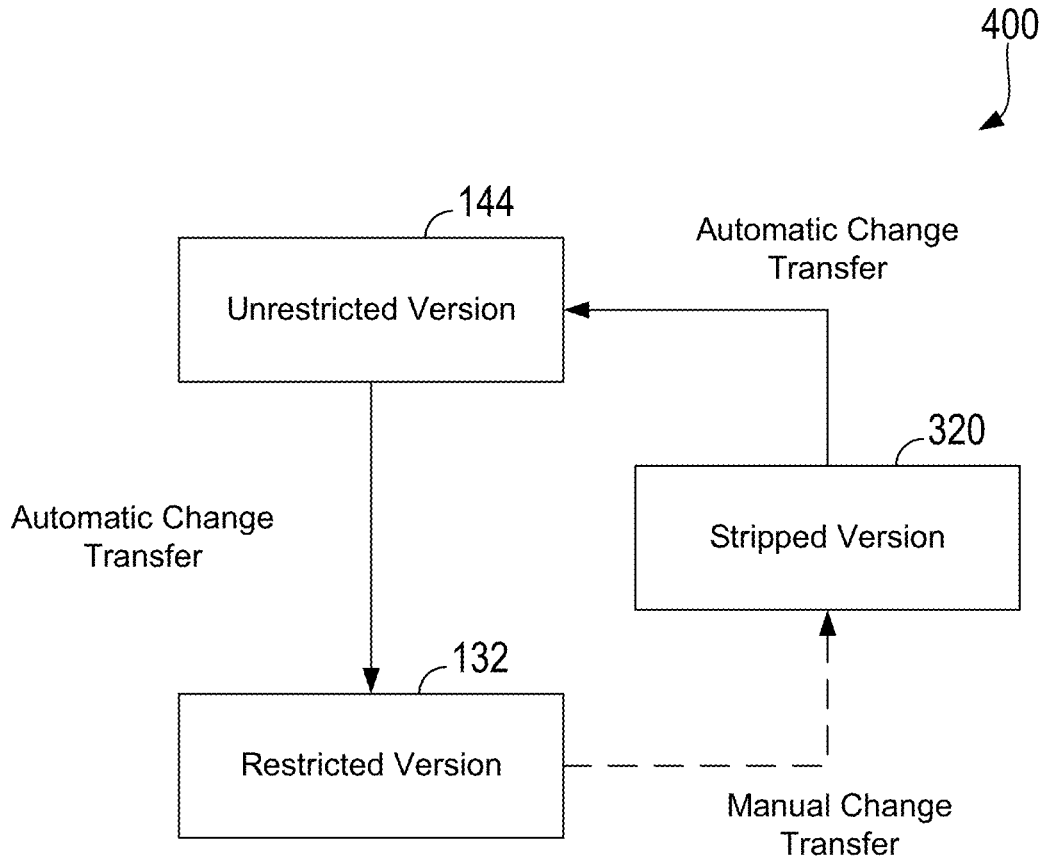 400
144
Unrestricted Version
Automatic Change
Transfer
320
Stripped Version
Automatic Change
Transfer
132
Restricted Version
Manual Change
Transfer